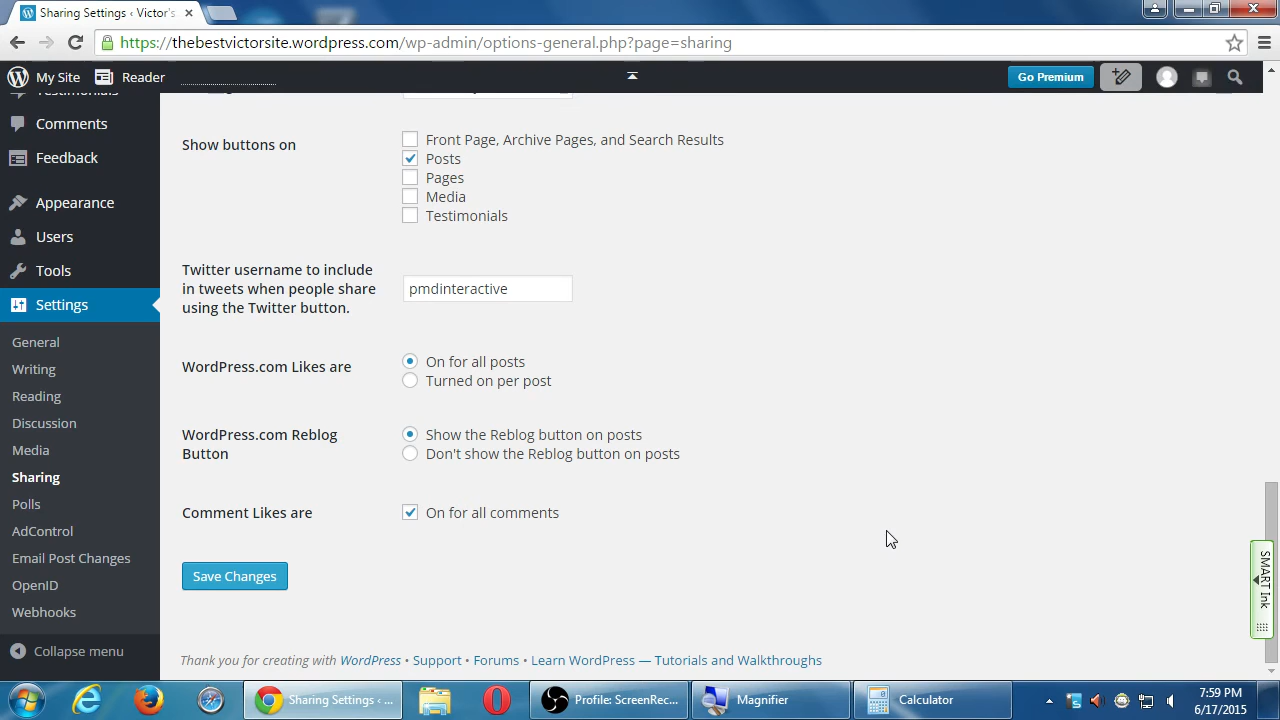 Sharing Settings ‹ Victor's
https://thebestvictorsite.wordpress.com/wp-admin/options-general.php?page=sharing
My Site
Reader
Go Premium
Comments
Feedback
Appearance
Users
Tools
Settings
General
Writing
Reading
Discussion
Media
Sharing
Polls
AdControl
Email Post Changes
OpenID
Webhooks
Collapse menu
Show buttons on
Front Page, Archive Pages, and Search Results
Posts
Pages
Media
Testimonials
Twitter username to include
in tweets when people share
using the Twitter button.
pmdinteractive
WordPress.com Likes are
On for all posts
Turned on per post
WordPress.com Reblog
Button
Show the Reblog button on posts
Don't show the Reblog button on posts
Comment Likes are
On for all comments
Save Changes
Thank you for creating with WordPress • Support • Forums • Learn WordPress — Tutorials and Walkthroughs
SMART Ink
Sharing Settings ‹ ...
Profile: ScreenRec...
Magnifier
Calculator
7:59 PM
6/17/2015